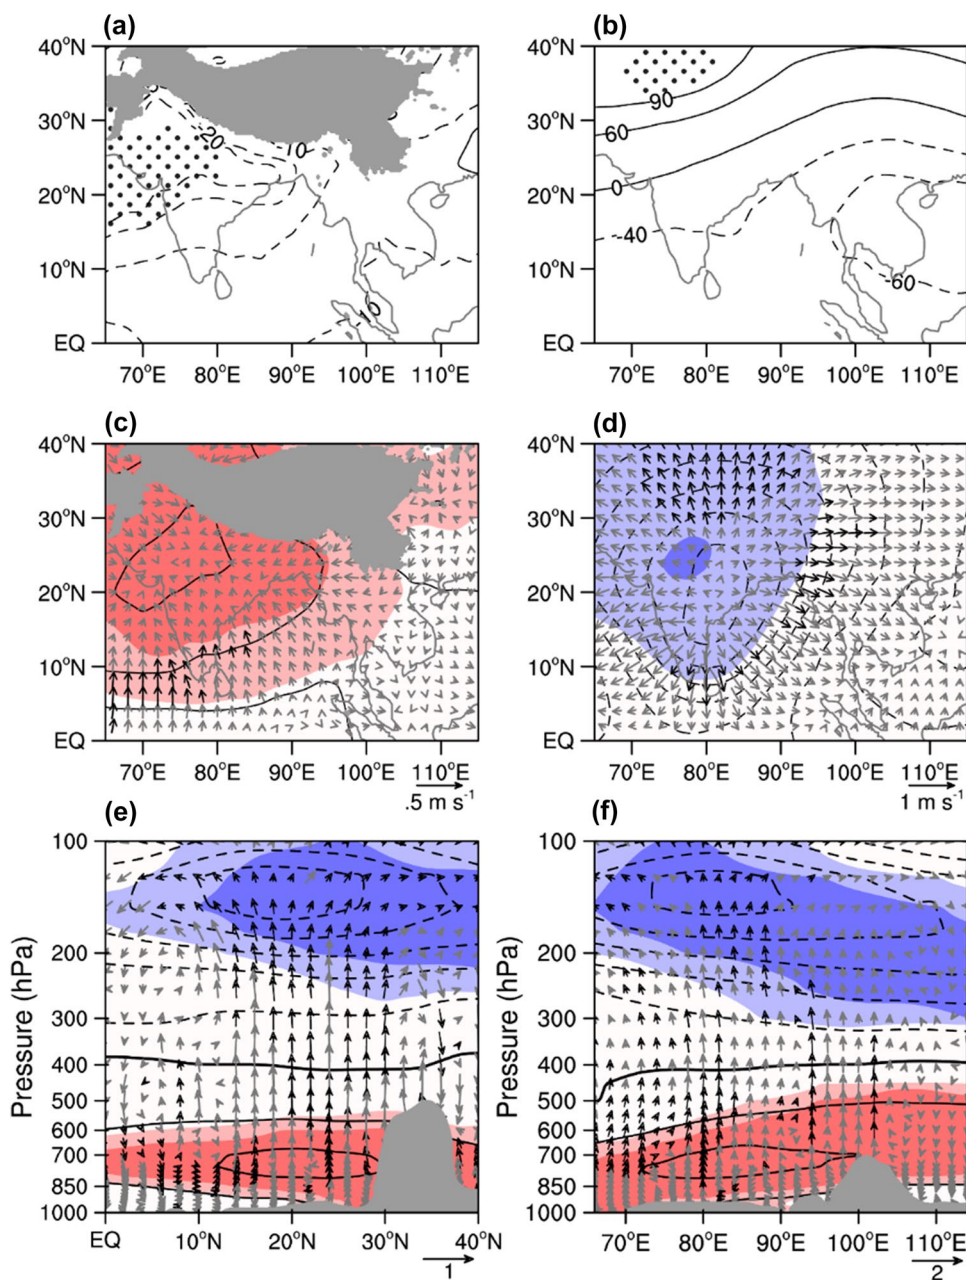 (a) (b)
40°N 40°N
30°N 30°N
20°N 20°N
10°N 10°N
EQ EQ
-20
10
10
90
60
0
-40
-60
70°E 80°E 90°E 100°E 110°E 70°E 80°E 90°E 100°E 110°E
(c) (d)
40°N 40°N
30°N 30°N
20°N 20°N
10°N 10°N
EQ EQ
70°E 80°E 90°E 100°E 110°E 70°E 80°E 90°E 100°E 110°E
.5 m s⁻¹ 1 m s⁻¹
(e) (f)
Pressure (hPa) Pressure (hPa)
100 100
200 200
300 300
400 400
500 500
600 600
700 700
850 850
1000 1000
EQ 10°N 20°N 30°N 40°N 70°E 80°E 90°E 100°E 110°E
1 2